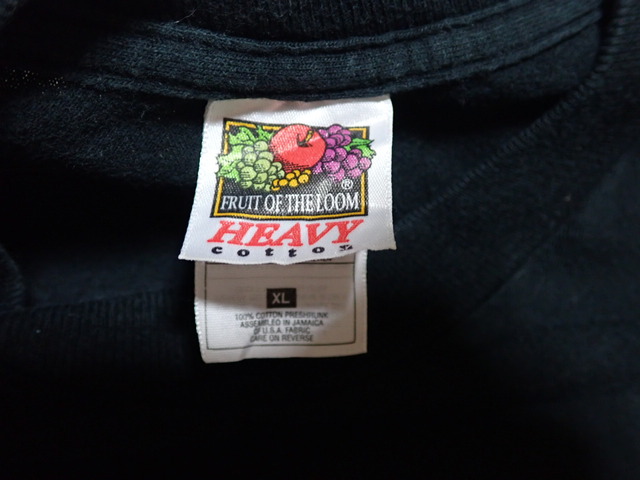 ®
FRUIT OF THE LOOM
HEAVY
cotton
XL
100% COTTON PRESHRUNK
ASSEMBLED IN JAMAICA
OF U.S.A. FABRIC
CARE ON REVERSE